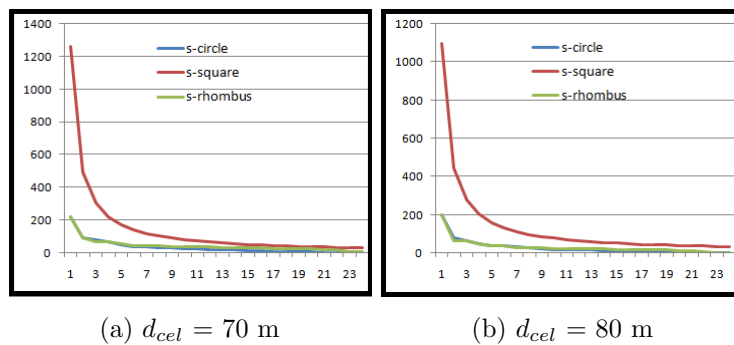 1400
1200
1000
800
600
400
200
0
s-circle
s-square
s-rhombus
1 3 5 7 9 11 13 15 17 19 21 23
(a) d_cel = 70 m
1200
1000
800
600
400
200
0
s-circle
s-square
s-rhombus
1 3 5 7 9 11 13 15 17 19 21 23
(b) d_cel = 80 m